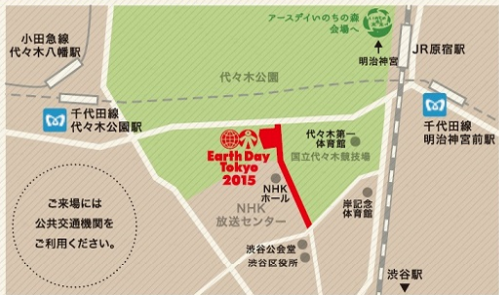 アースデイいのちの森
会場へ
小田急線
代々木八幡駅
JR原宿駅
明治神宮
代々木公園
千代田線
代々木公園駅
千代田線
明治神宮前駅
代々木第一
体育館
国立代々木競技場
Earth Day
Tokyo
2015
NHK
ホール
岸記念
体育館
NHK
放送センター
ご来場には
公共交通機関を
ご利用ください。
渋谷公会堂
渋谷区役所
渋谷駅